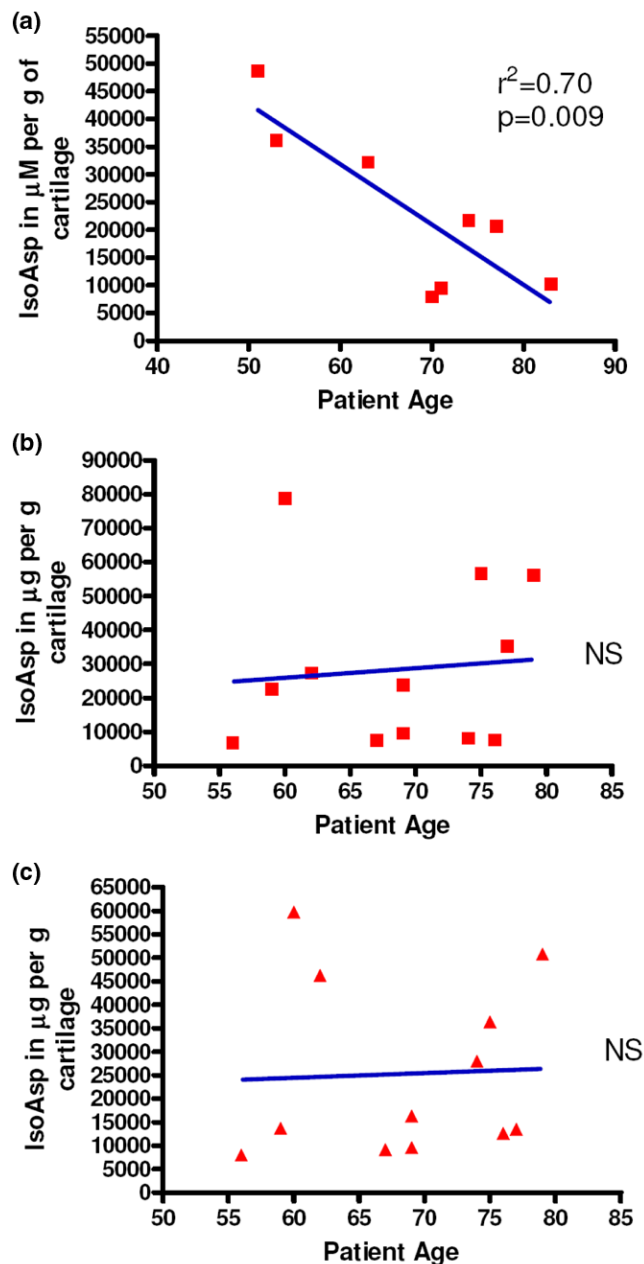 (a)
IsoAsp in μM per g of
cartilage
55000
50000
45000
40000
35000
30000
25000
20000
15000
10000
5000
0
r²=0.70
p=0.009
40 50 60 70 80 90
Patient Age
(b)
IsoAsp in μg per g
cartilage
90000
80000
70000
60000
50000
40000
30000
20000
10000
0
NS
50 55 60 65 70 75 80 85
Patient Age
(c)
IsoAsp in μg per g
cartilage
65000
60000
55000
50000
45000
40000
35000
30000
25000
20000
15000
10000
5000
0
NS
50 55 60 65 70 75 80 85
Patient Age